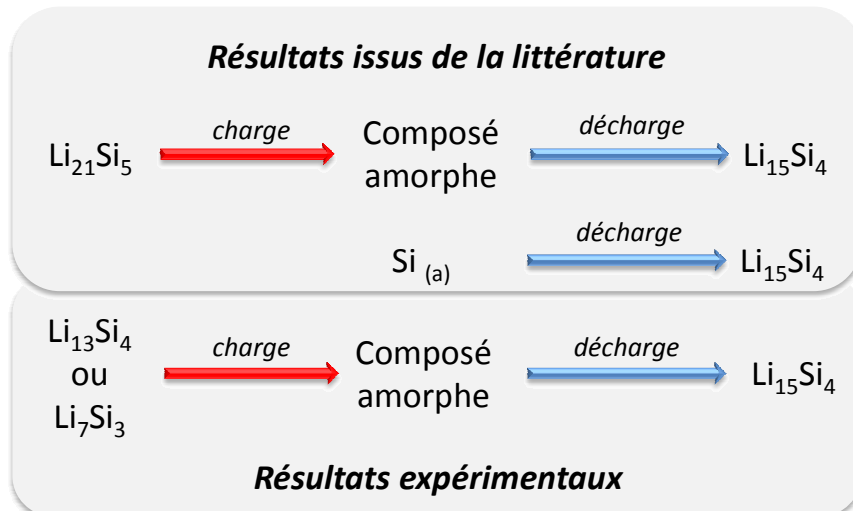 Résultats issus de la littérature
Li21Si5 charge Composé amorphe décharge Li15Si4
Si (a) décharge Li15Si4
Li13Si4 ou Li7Si3 charge Composé amorphe décharge Li15Si4
Résultats expérimentaux